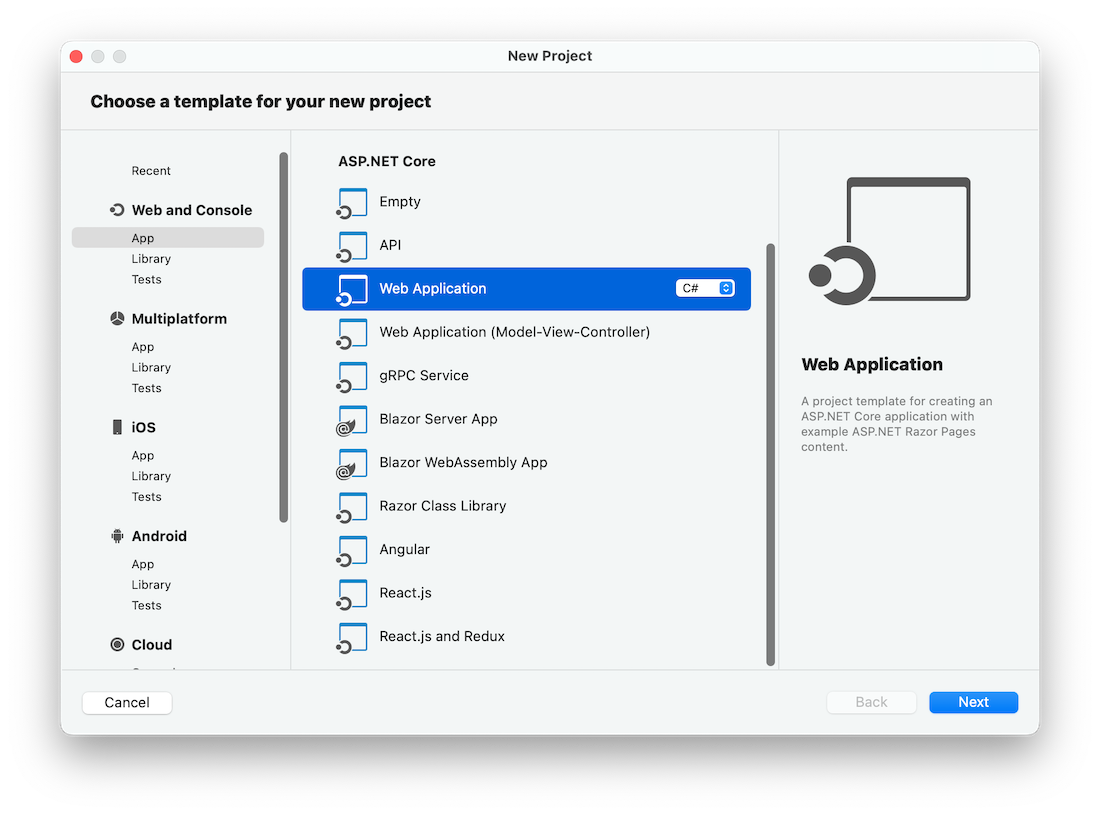 New Project
Choose a template for your new project
Recent
Web and Console
App
Library
Tests
Multiplatform
App
Library
Tests
iOS
App
Library
Tests
Android
App
Library
Tests
Cloud
ASP.NET Core
Empty
API
Web Application
C#
Web Application (Model-View-Controller)
gRPC Service
Blazor Server App
Blazor WebAssembly App
Razor Class Library
Angular
React.js
React.js and Redux
Web Application
A project template for creating an
ASP.NET Core application with
example ASP.NET Razor Pages
content.
Cancel
Back
Next